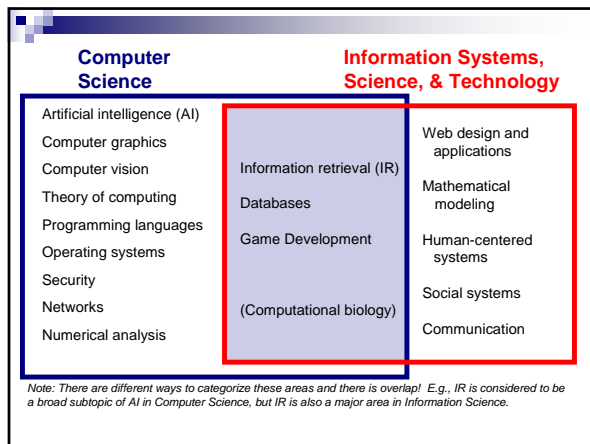 Computer
Science
Information Systems,
Science, & Technology
Artificial intelligence (AI)
Computer graphics
Computer vision
Theory of computing
Programming languages
Operating systems
Security
Networks
Numerical analysis
Information retrieval (IR)
Databases
Game Development
(Computational biology)
Web design and
applications
Mathematical
modeling
Human-centered
systems
Social systems
Communication
Note: There are different ways to categorize these areas and there is overlap! E.g., IR is considered to be
a broad subtopic of AI in Computer Science, but IR is also a major area in Information Science.